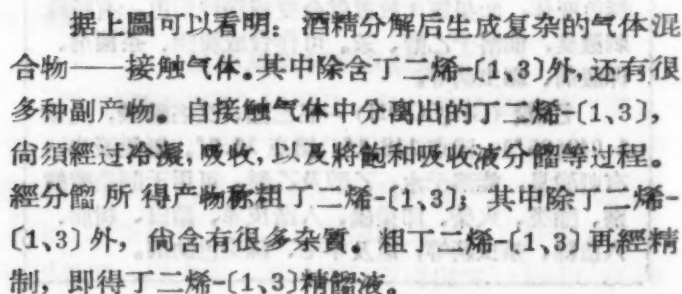 据上圖可以看明：酒精分解后生成复杂的气体混
合物——接触气体。其中除含丁二烯-〔1、3〕外，还有很
多种副产物。自接触气体中分离出的丁二烯-〔1、3〕，
尙須經过冷凝，吸收，以及將飽和吸收液分餾等过程。
經分餾所得产物称粗丁二烯-〔1、3〕；其中除丁二烯-
〔1、3〕外，尙含有很多杂質。粗丁二烯-〔1、3〕再經精
制，即得丁二烯-〔1、3〕精餾液。